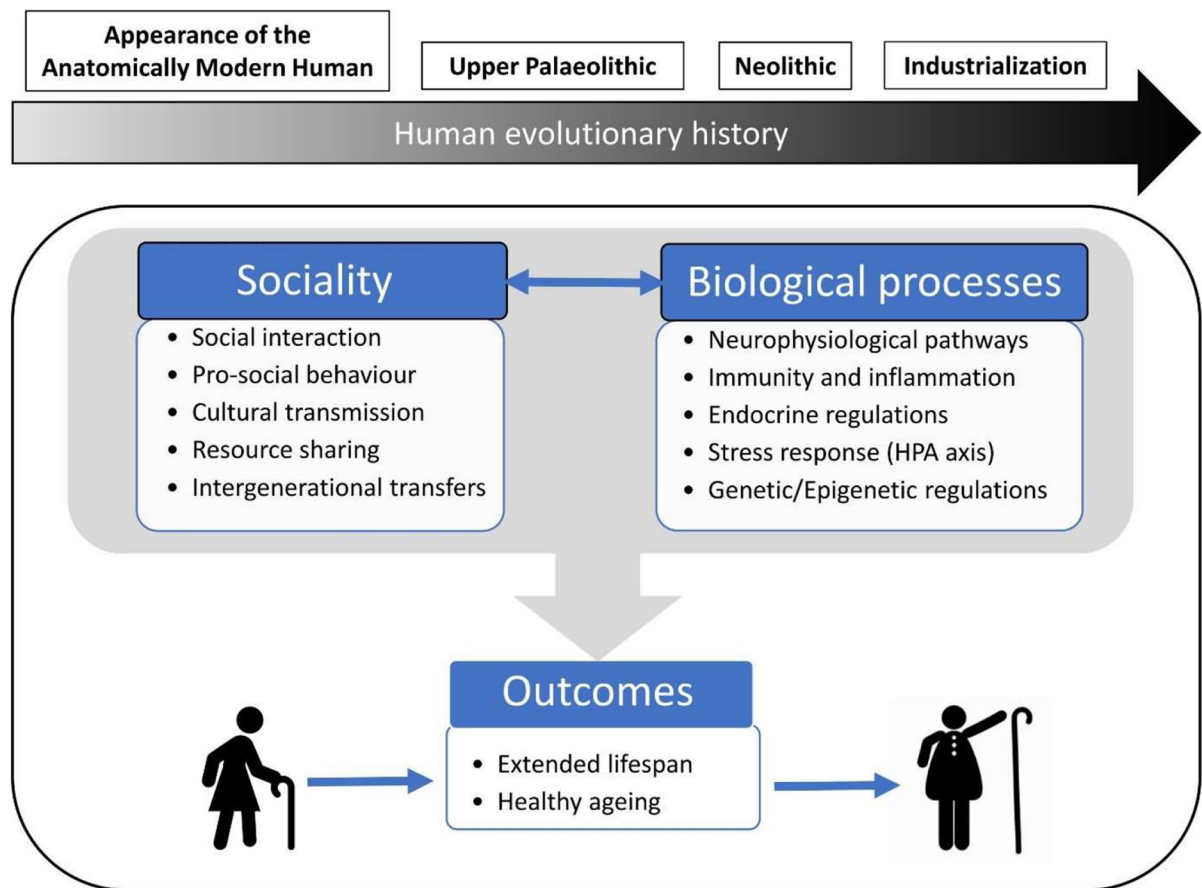 Appearance of the
Anatomically Modern Human
Upper Palaeolithic
Neolithic
Industrialization
Human evolutionary history
Sociality
• Social interaction
• Pro-social behaviour
• Cultural transmission
• Resource sharing
• Intergenerational transfers
Biological processes
• Neurophysiological pathways
• Immunity and inflammation
• Endocrine regulations
• Stress response (HPA axis)
• Genetic/Epigenetic regulations
Outcomes
• Extended lifespan
• Healthy ageing